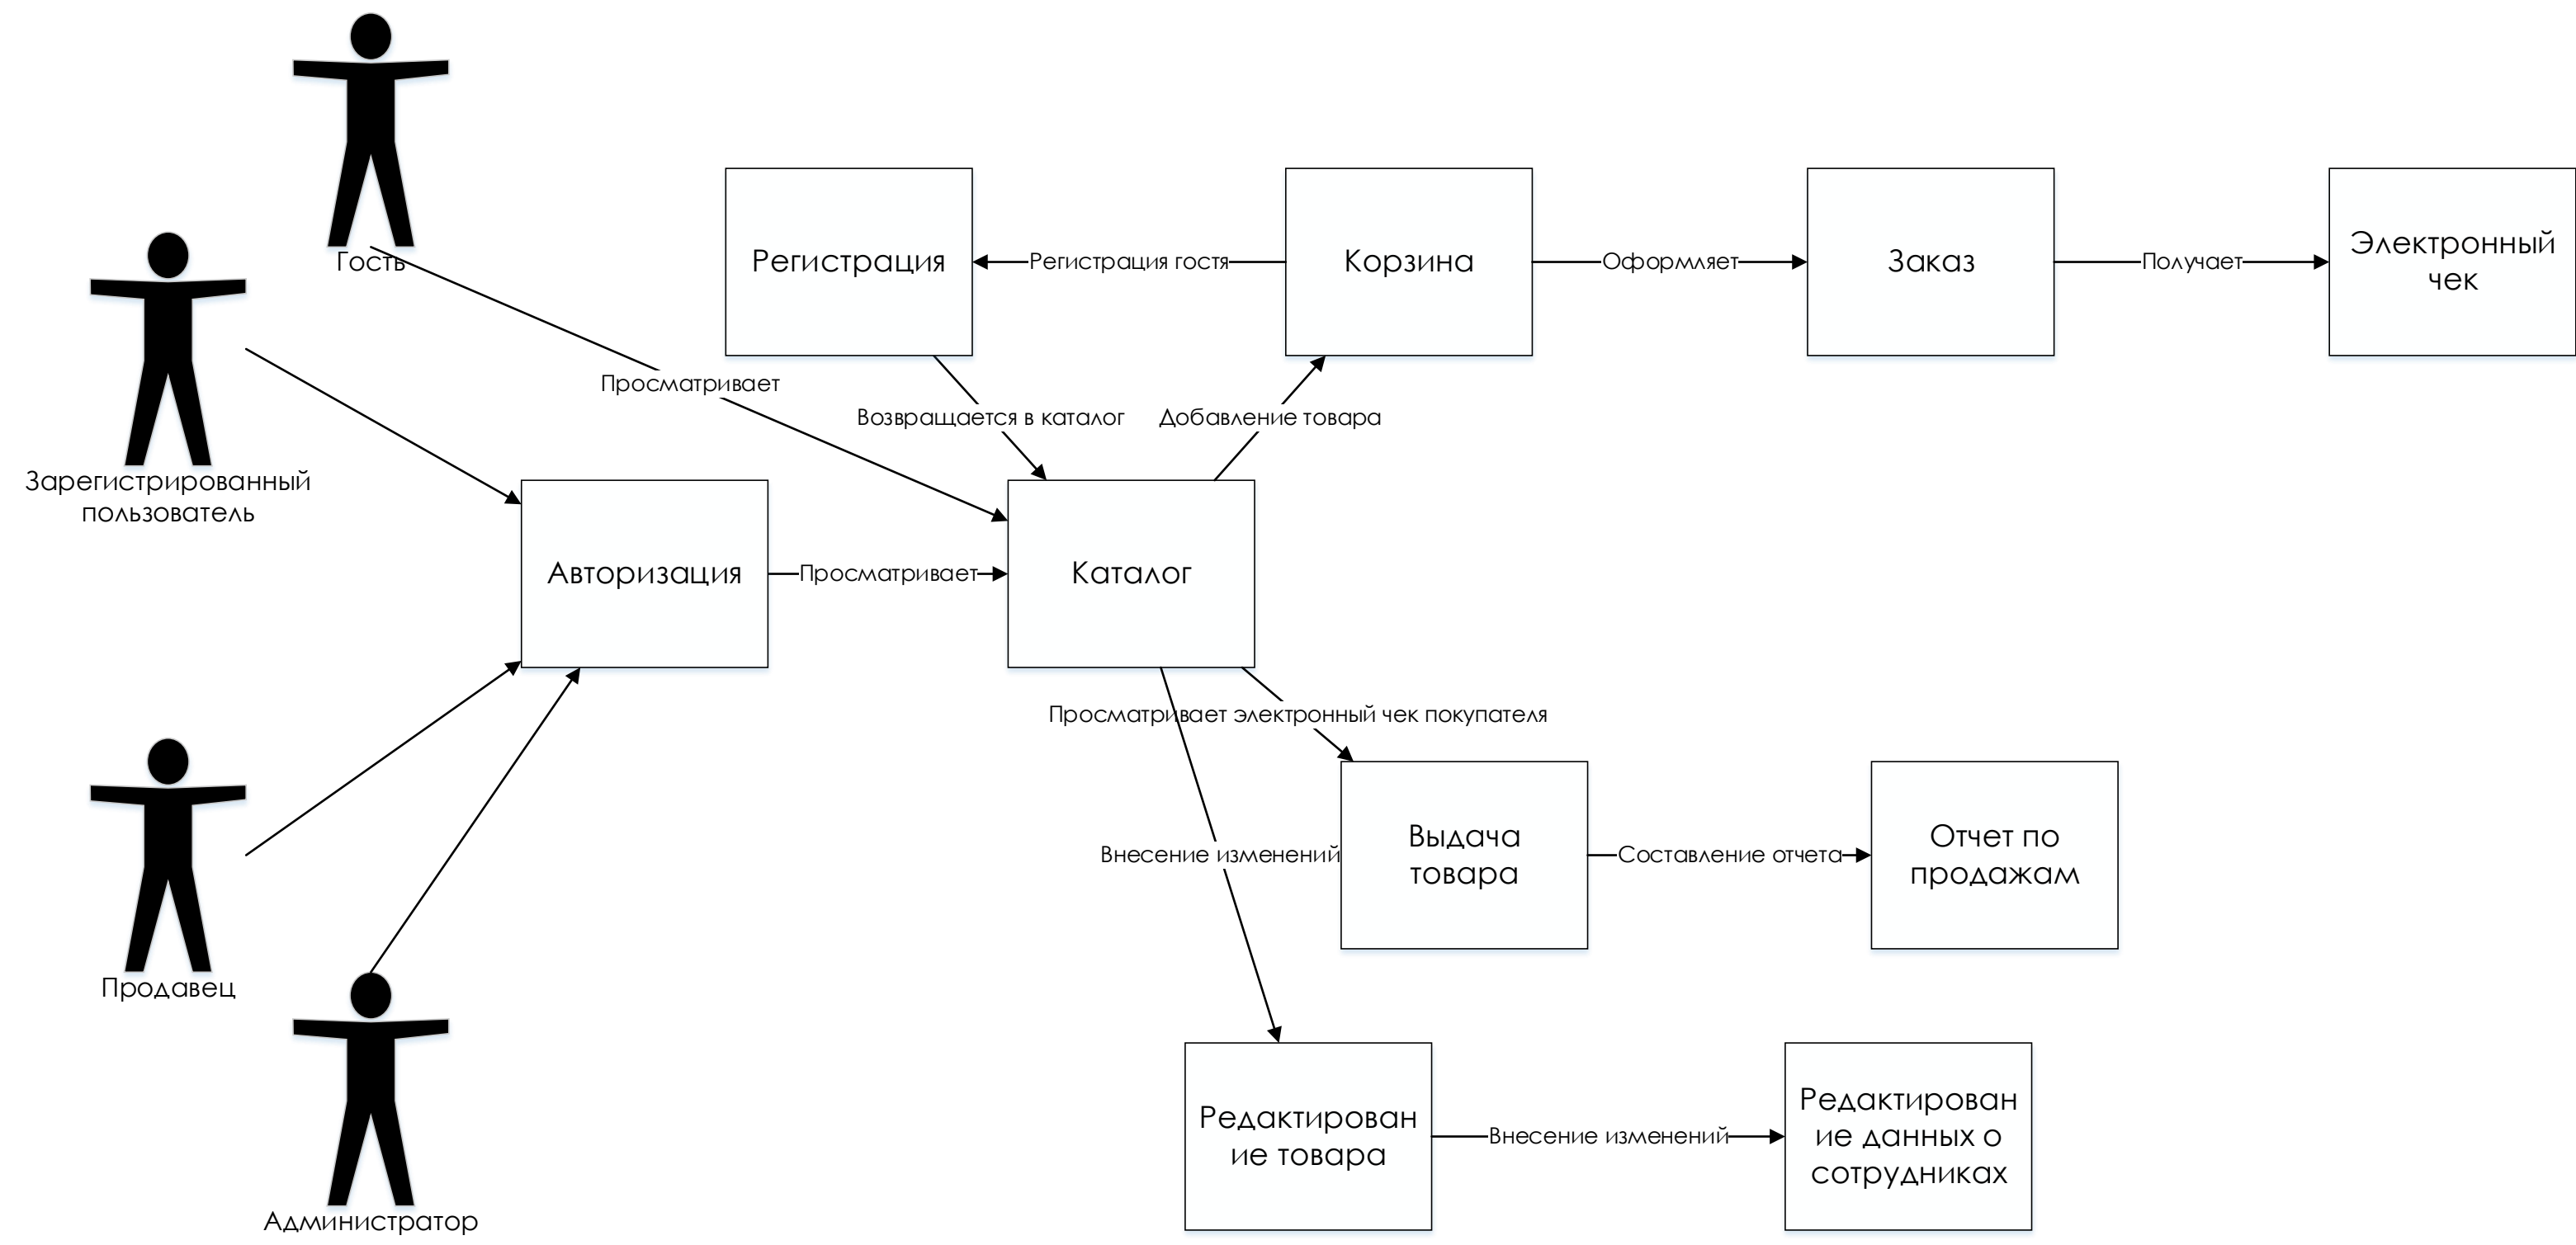 Гость
Регистрация
Регистрация гостя
Корзина
Оформляет
Заказ
Получает
Электронный
чек
Просматривает
Возвращается в каталог
Добавление товара
Зарегистрированный
пользователь
Авторизация
Просматривает
Каталог
Просматривает электронный чек покупателя
Внесение изменений
Выдача
товара
Составление отчета
Отчет по
продажам
Продавец
Редактирован
ие товара
Внесение изменений
Редактирован
ие данных о
сотрудниках
Администратор